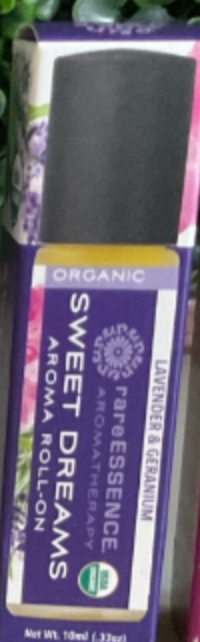 ORGANIC
LAVENDER & GERANIUM
rareESSENCE
AROMATHERAPY
SWEET DREAMS
AROMA ROLL-ON
Net Wt. 10ml (.33oz)